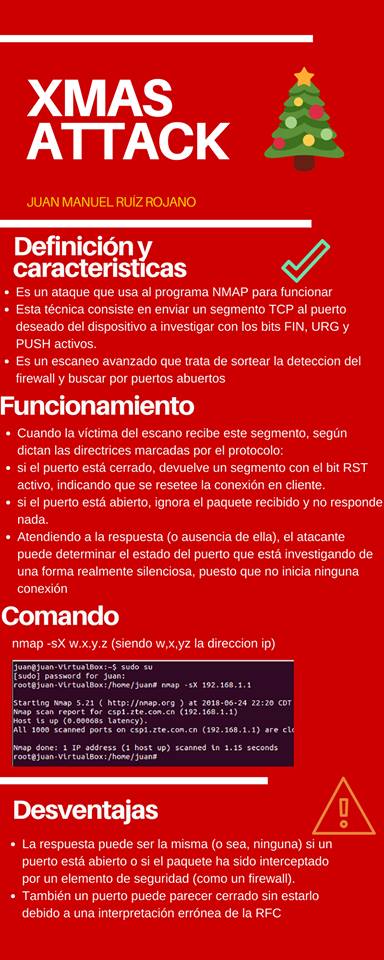 XMAS
ATTACK
JUAN MANUEL RUÍZ ROJANO
Definición y
caracteristicas
Es un ataque que usa al programa NMAP para funcionar
Esta técnica consiste en enviar un segmento TCP al puerto
deseado del dispositivo a investigar con los bits FIN, URG y
PUSH activos.
Es un escaneo avanzado que trata de sortear la deteccion del
firewall y buscar por puertos abuertos
Funcionamiento
Cuando la víctima del escano recibe este segmento, según
dictan las directrices marcadas por el protocolo:
si el puerto está cerrado, devuelve un segmento con el bit RST
activo, indicando que se resetee la conexión en cliente.
si el puerto está abierto, ignora el paquete recibido y no responde
nada.
Atendiendo a la respuesta (o ausencia de ella), el atacante
puede determinar el estado del puerto que está investigando de
una forma realmente silenciosa, puesto que no inicia ninguna
conexión
Comando
nmap -sX w.x.y.z (siendo w,x,yz la direccion ip)
juan@juan-VirtualBox:~$ sudo su
[sudo] password for juan:
root@juan-VirtualBox:/home/juan# nmap -sX 192.168.1.1
Starting Nmap 5.21 ( http://nmap.org ) at 2018-06-24 22:20 CDT
Nmap scan report for csp1.zte.com.cn (192.168.1.1)
Host is up (0.00068s latency).
All 1000 scanned ports on csp1.zte.com.cn (192.168.1.1) are clo
Nmap done: 1 IP address (1 host up) scanned in 1.15 seconds
root@juan-VirtualBox:/home/juan#
Desventajas
La respuesta puede ser la misma (o sea, ninguna) si un
puerto está abierto o si el paquete ha sido interceptado
por un elemento de seguridad (como un firewall).
También un puerto puede parecer cerrado sin estarlo
debido a una interpretación errónea de la RFC